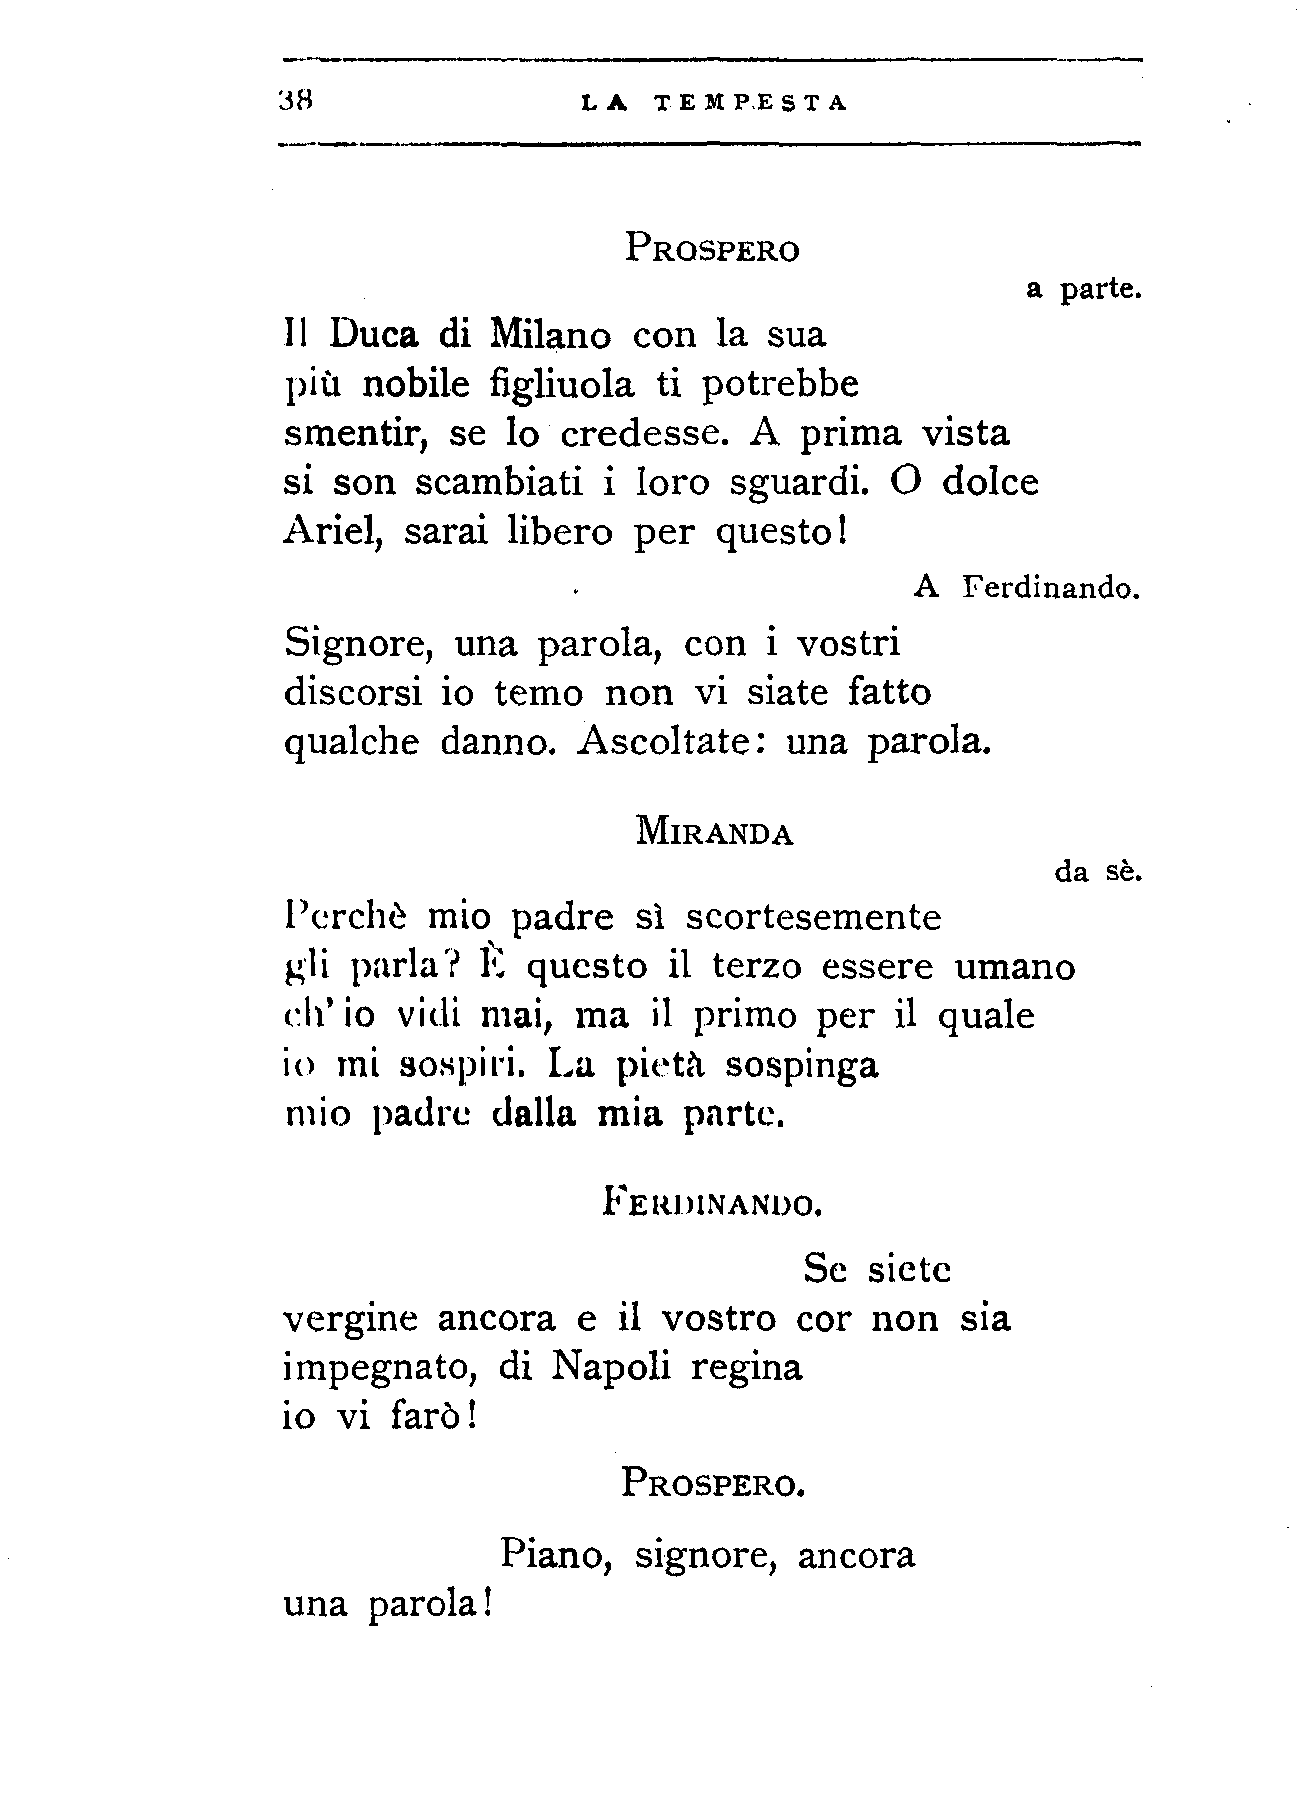 38 LA TEMPESTA
PROSPERO
a parte.
Il Duca di Milano con la sua
più nobile figliuola ti potrebbe
smentir, se lo credesse. A prima vista
si son scambiati i loro sguardi. O dolce
Ariel, sarai libero per questo!
A Ferdinando.
Signore, una parola, con i vostri
discorsi io temo non vi siate fatto
qualche danno. Ascoltate: una parola.
MIRANDA
da sè.
Perchè mio padre sì scortesemente
gli parla? È questo il terzo essere umano
ch' io vidi mai, ma il primo per il quale
io mi sospiri. La pietà sospinga
mio padre dalla mia parte.
FERDINANDO.
Se siete
vergine ancora e il vostro cor non sia
impegnato, di Napoli regina
io vi farò!
PROSPERO.
Piano, signore, ancora
una parola!